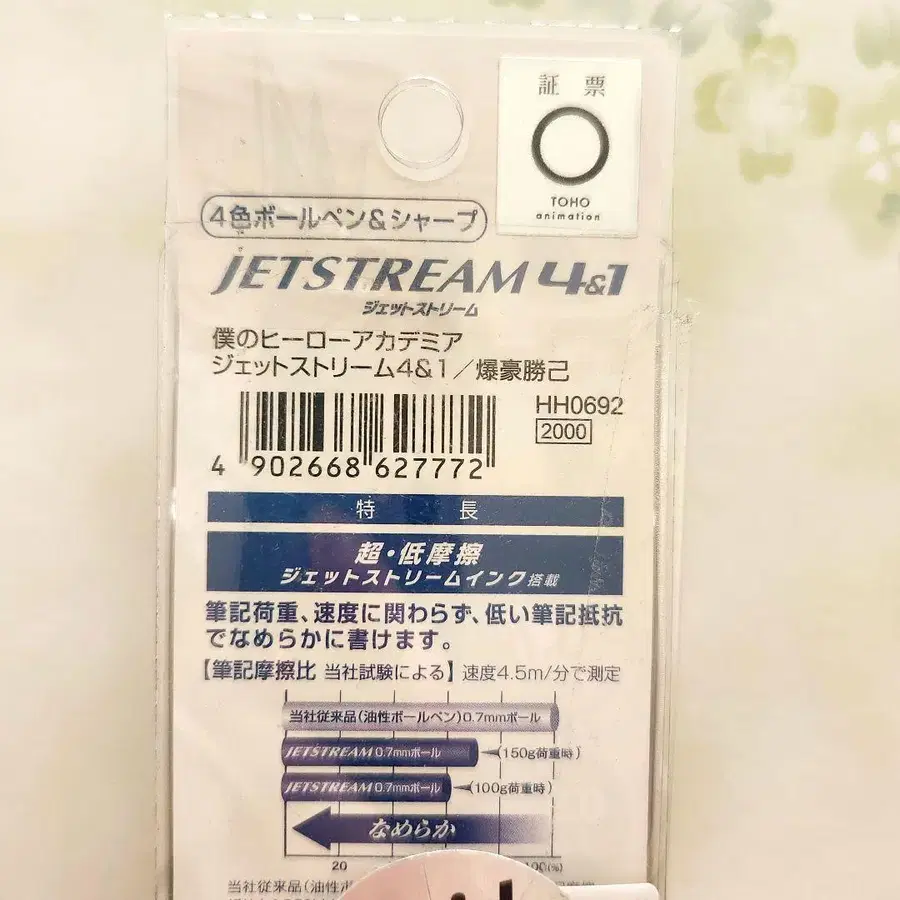 証 票
TOHO
animation
4色ボールペン&シャープ
JETSTREAM 4&1
ジェットストリーム
僕のヒーローアカデミア
ジェットストリーム4&1/爆豪勝己
HH0692
2000
4 902668 627772
特 長
超・低摩擦
ジェットストリームインク搭載
筆記荷重、速度に関わらず、低い筆記抵抗
でなめらかに書けます。
【筆記摩擦比 当社試験による】速度4.5m/分で測定
当社従来品(油性ボールペン)0.7mmボール
JETSTREAM 0.7mmボール (150g荷重時)
JETSTREAM 0.7mmボール (100g荷重時)
なめらか
20 100(%)
当社従来品(油性ボ